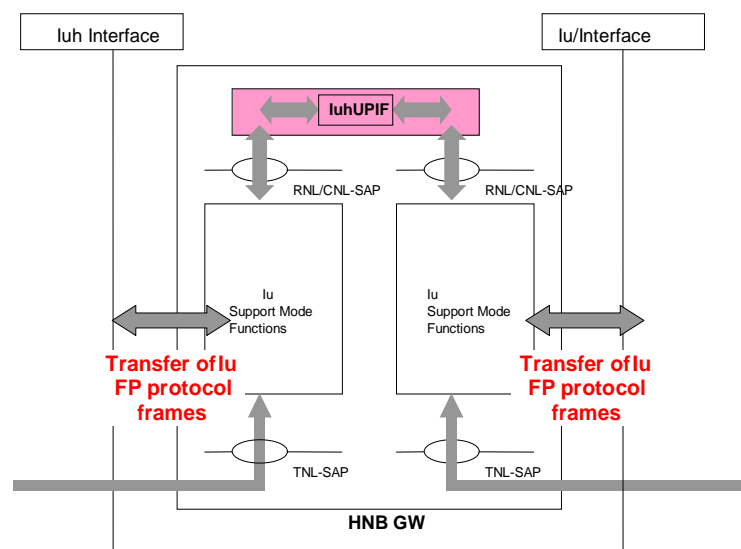 Iuh Interface
Iu/Interface
IuhUPIF
RNL/CNL-SAP
RNL/CNL-SAP
Iu
Support Mode
Functions
Iu
Support Mode
Functions
Transfer of Iu
FP protocol
frames
Transfer of Iu
FP protocol
frames
TNL-SAP
TNL-SAP
HNB GW